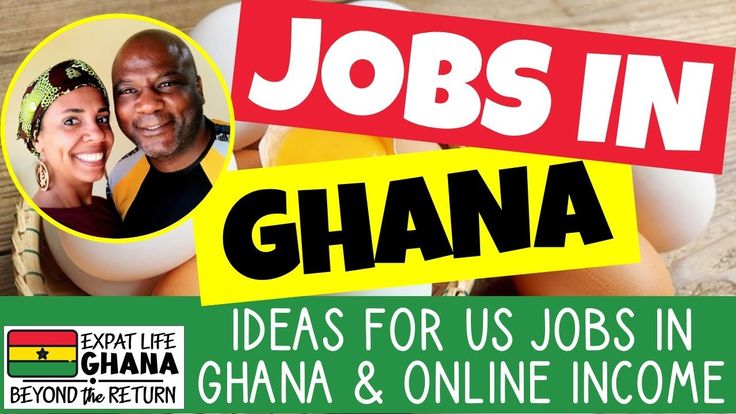 JOBS IN
GHANA
EXPAT LIFE
GHANA
BEYOND the RETURN
IDEAS FOR US JOBS IN
GHANA & ONLINE INCOME